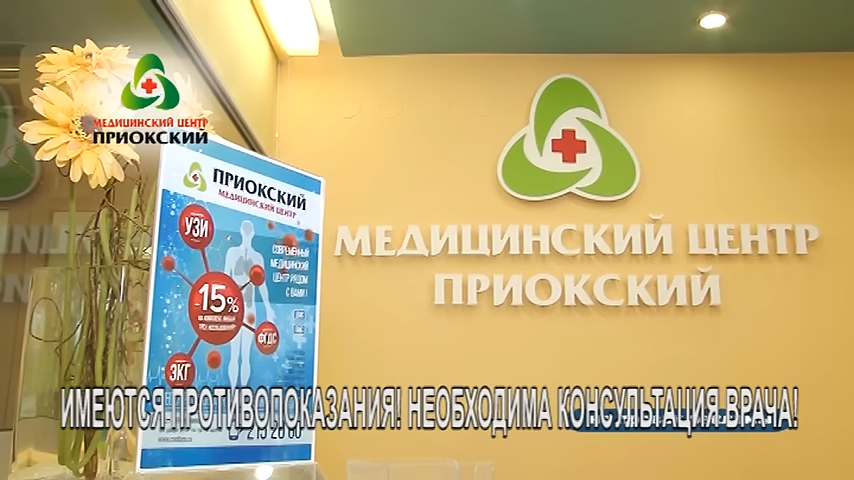 МЕДИЦИНСКИЙ ЦЕНТР
ПРИОКСКИЙ
МЕДИЦИНСКИЙ ЦЕНТР
ПРИОКСКИЙ
ПРИОКСКИЙ
МЕДИЦИНСКИЙ ЦЕНТР
УЗИ
СОВРЕМЕННЫЙ
МЕДИЦИНСКИЙ
ЦЕНТР РЯДОМ
С ВАМИ!
-15%
ФГДС
ЭКГ
ИМЕЮТСЯ ПРОТИВОПОКАЗАНИЯ! НЕОБХОДИМА КОНСУЛЬТАЦИЯ ВРАЧА!